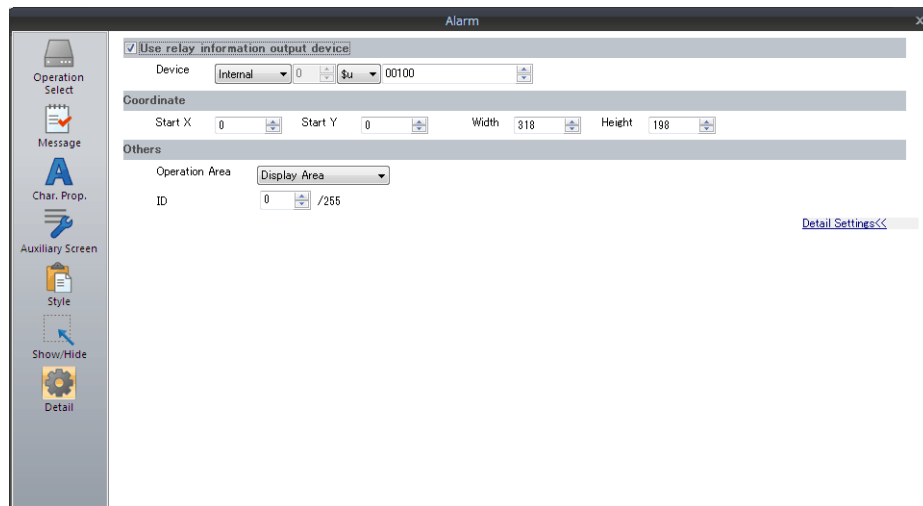 Alarm
Operation
Select
Message
Char. Prop.
Auxiliary Screen
Style
Show/Hide
Detail
Use relay information output device
Device Internal 0 $u 00100
Coordinate
Start X 0 Start Y 0 Width 318 Height 198
Others
Operation Area Display Area
ID 0 /255
Detail Settings<<